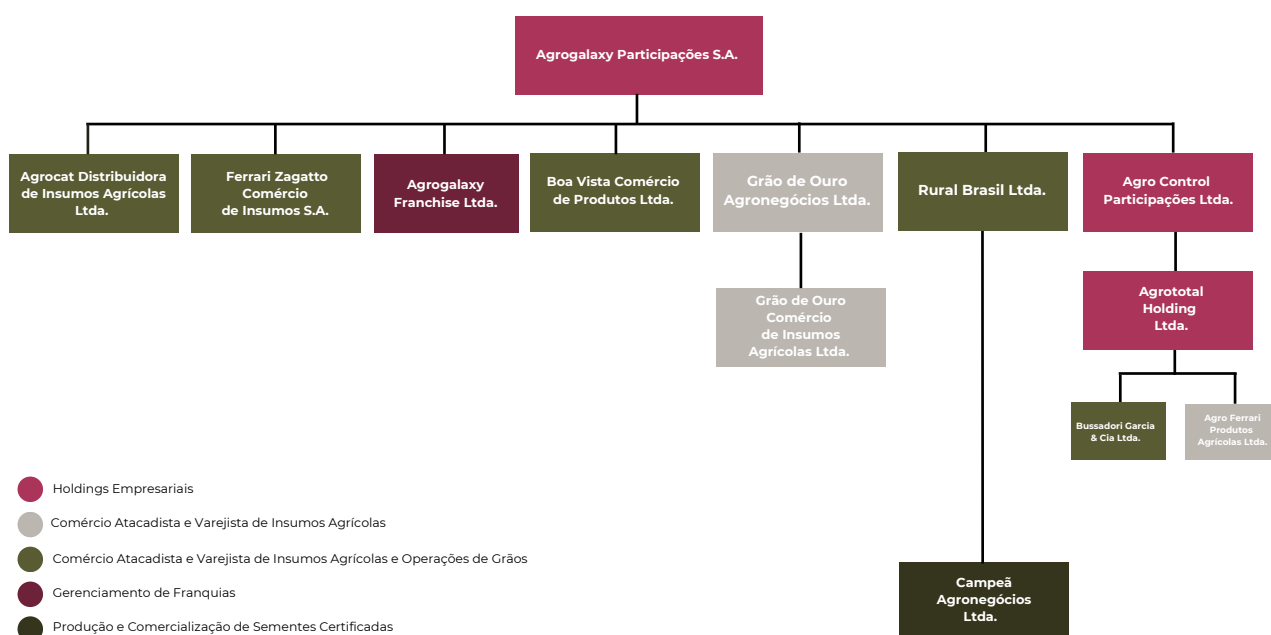 Agrogalaxy Participações S.A.
Agrocat Distribuidora
de Insumos Agrícolas
Ltda.
Ferrari Zagatto
Comércio
de Insumos S.A.
Agrogalaxy
Franchise Ltda.
Boa Vista Comércio
de Produtos Ltda.
Grão de Ouro
Agronegócios Ltda.
Rural Brasil Ltda.
Agro Control
Participações Ltda.
Grão de Ouro
Comércio
de Insumos
Agrícolas Ltda.
Agrototal
Holding
Ltda.
Bussadori Garcia
& Cia Ltda.
Agro Ferrari
Produtos
Agrícolas Ltda.
Campeã
Agronegócios
Ltda.
Holdings Empresariais
Comércio Atacadista e Varejista de Insumos Agrícolas
Comércio Atacadista e Varejista de Insumos Agrícolas e Operações de Grãos
Gerenciamento de Franquias
Produção e Comercialização de Sementes Certificadas